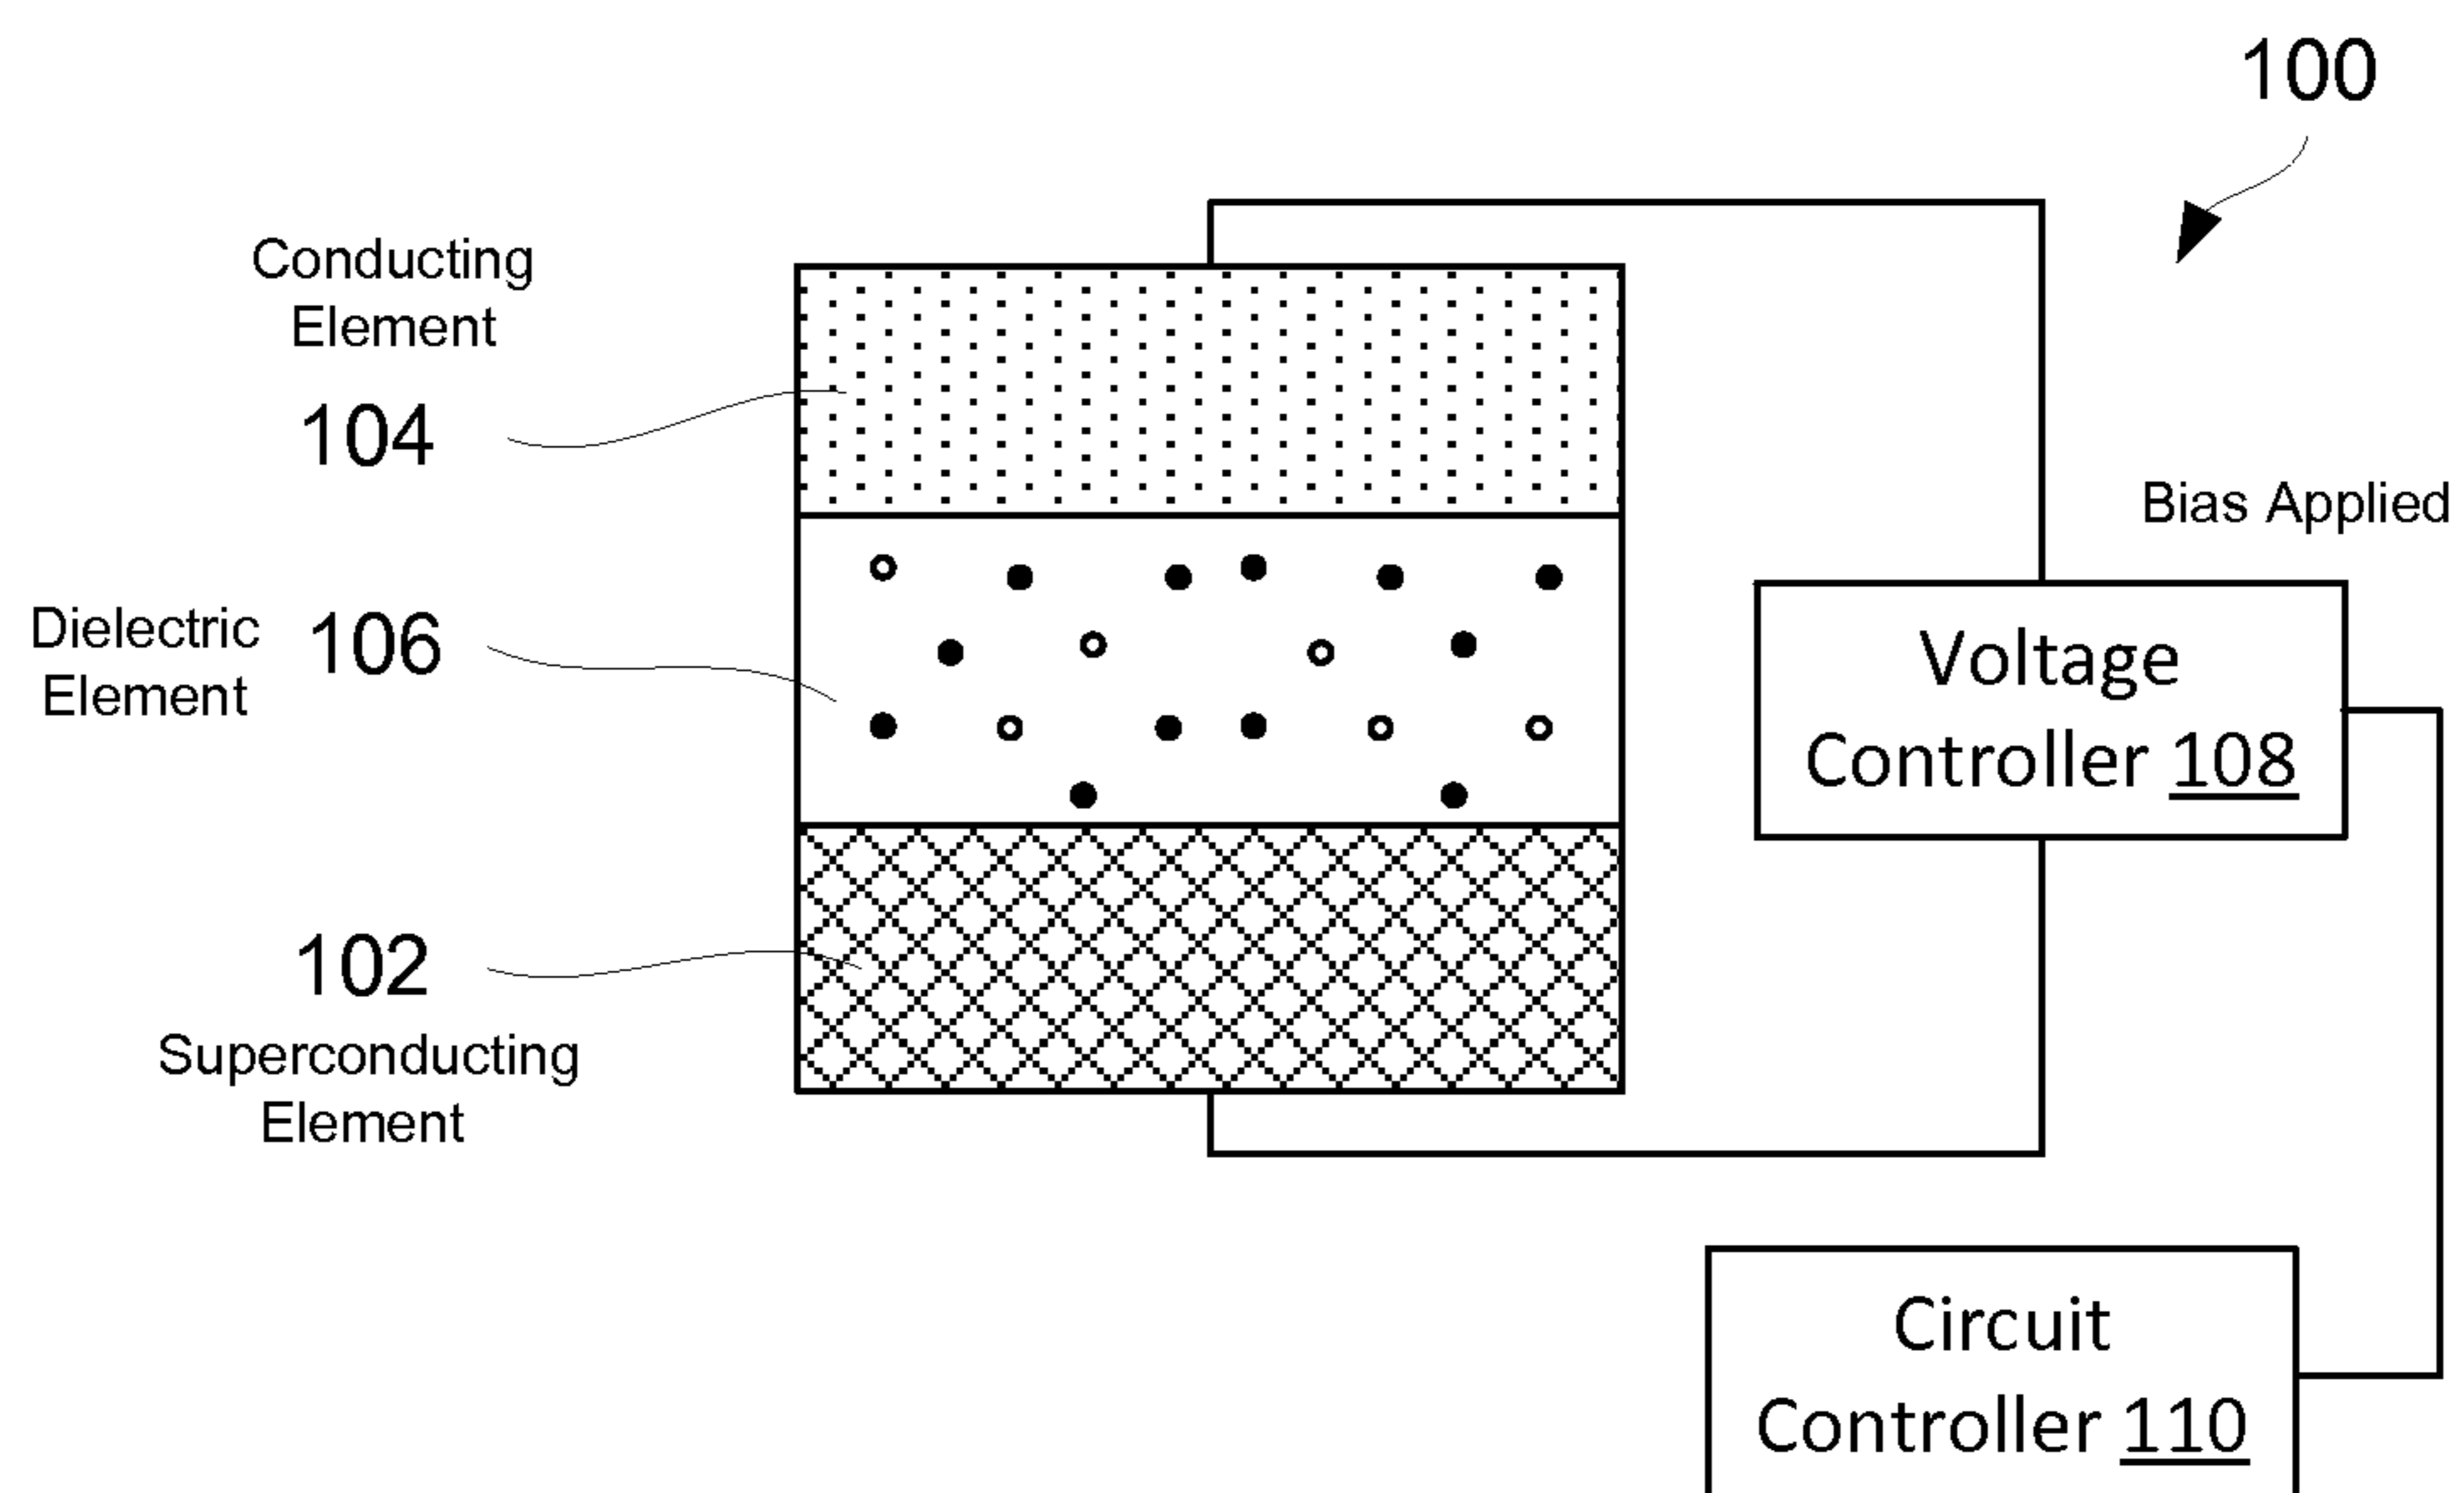 100
Conducting
Element
104
Bias Applied
Dielectric 106
Element
Voltage
Controller 108
102
Superconducting
Element
Circuit
Controller 110